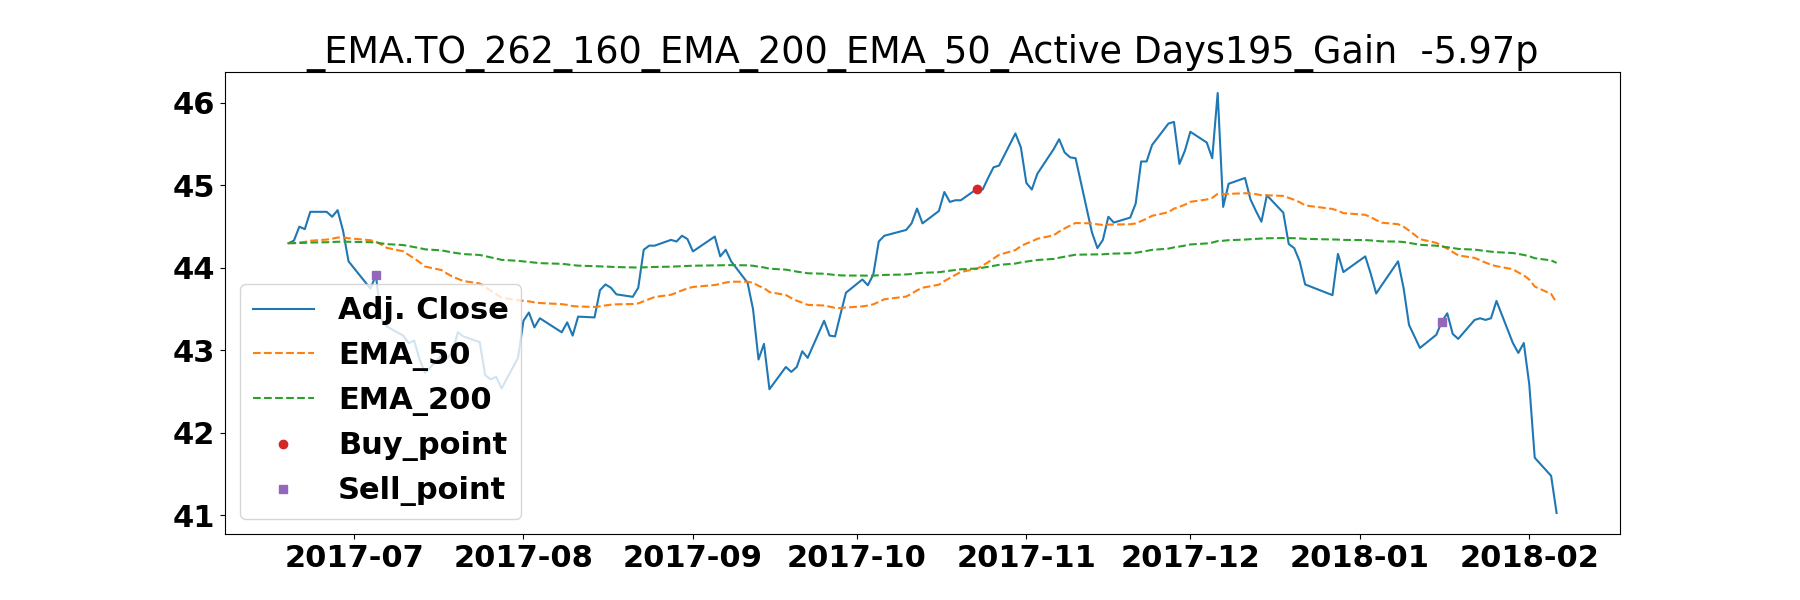 _EMA.TO_262_160_EMA_200_EMA_50_Active Days195_Gain  -5.97p
46
45
44
43
42
41
Adj. Close
EMA_50
EMA_200
Buy_point
Sell_point
2017-07 2017-08 2017-09 2017-10 2017-11 2017-12 2018-01 2018-02